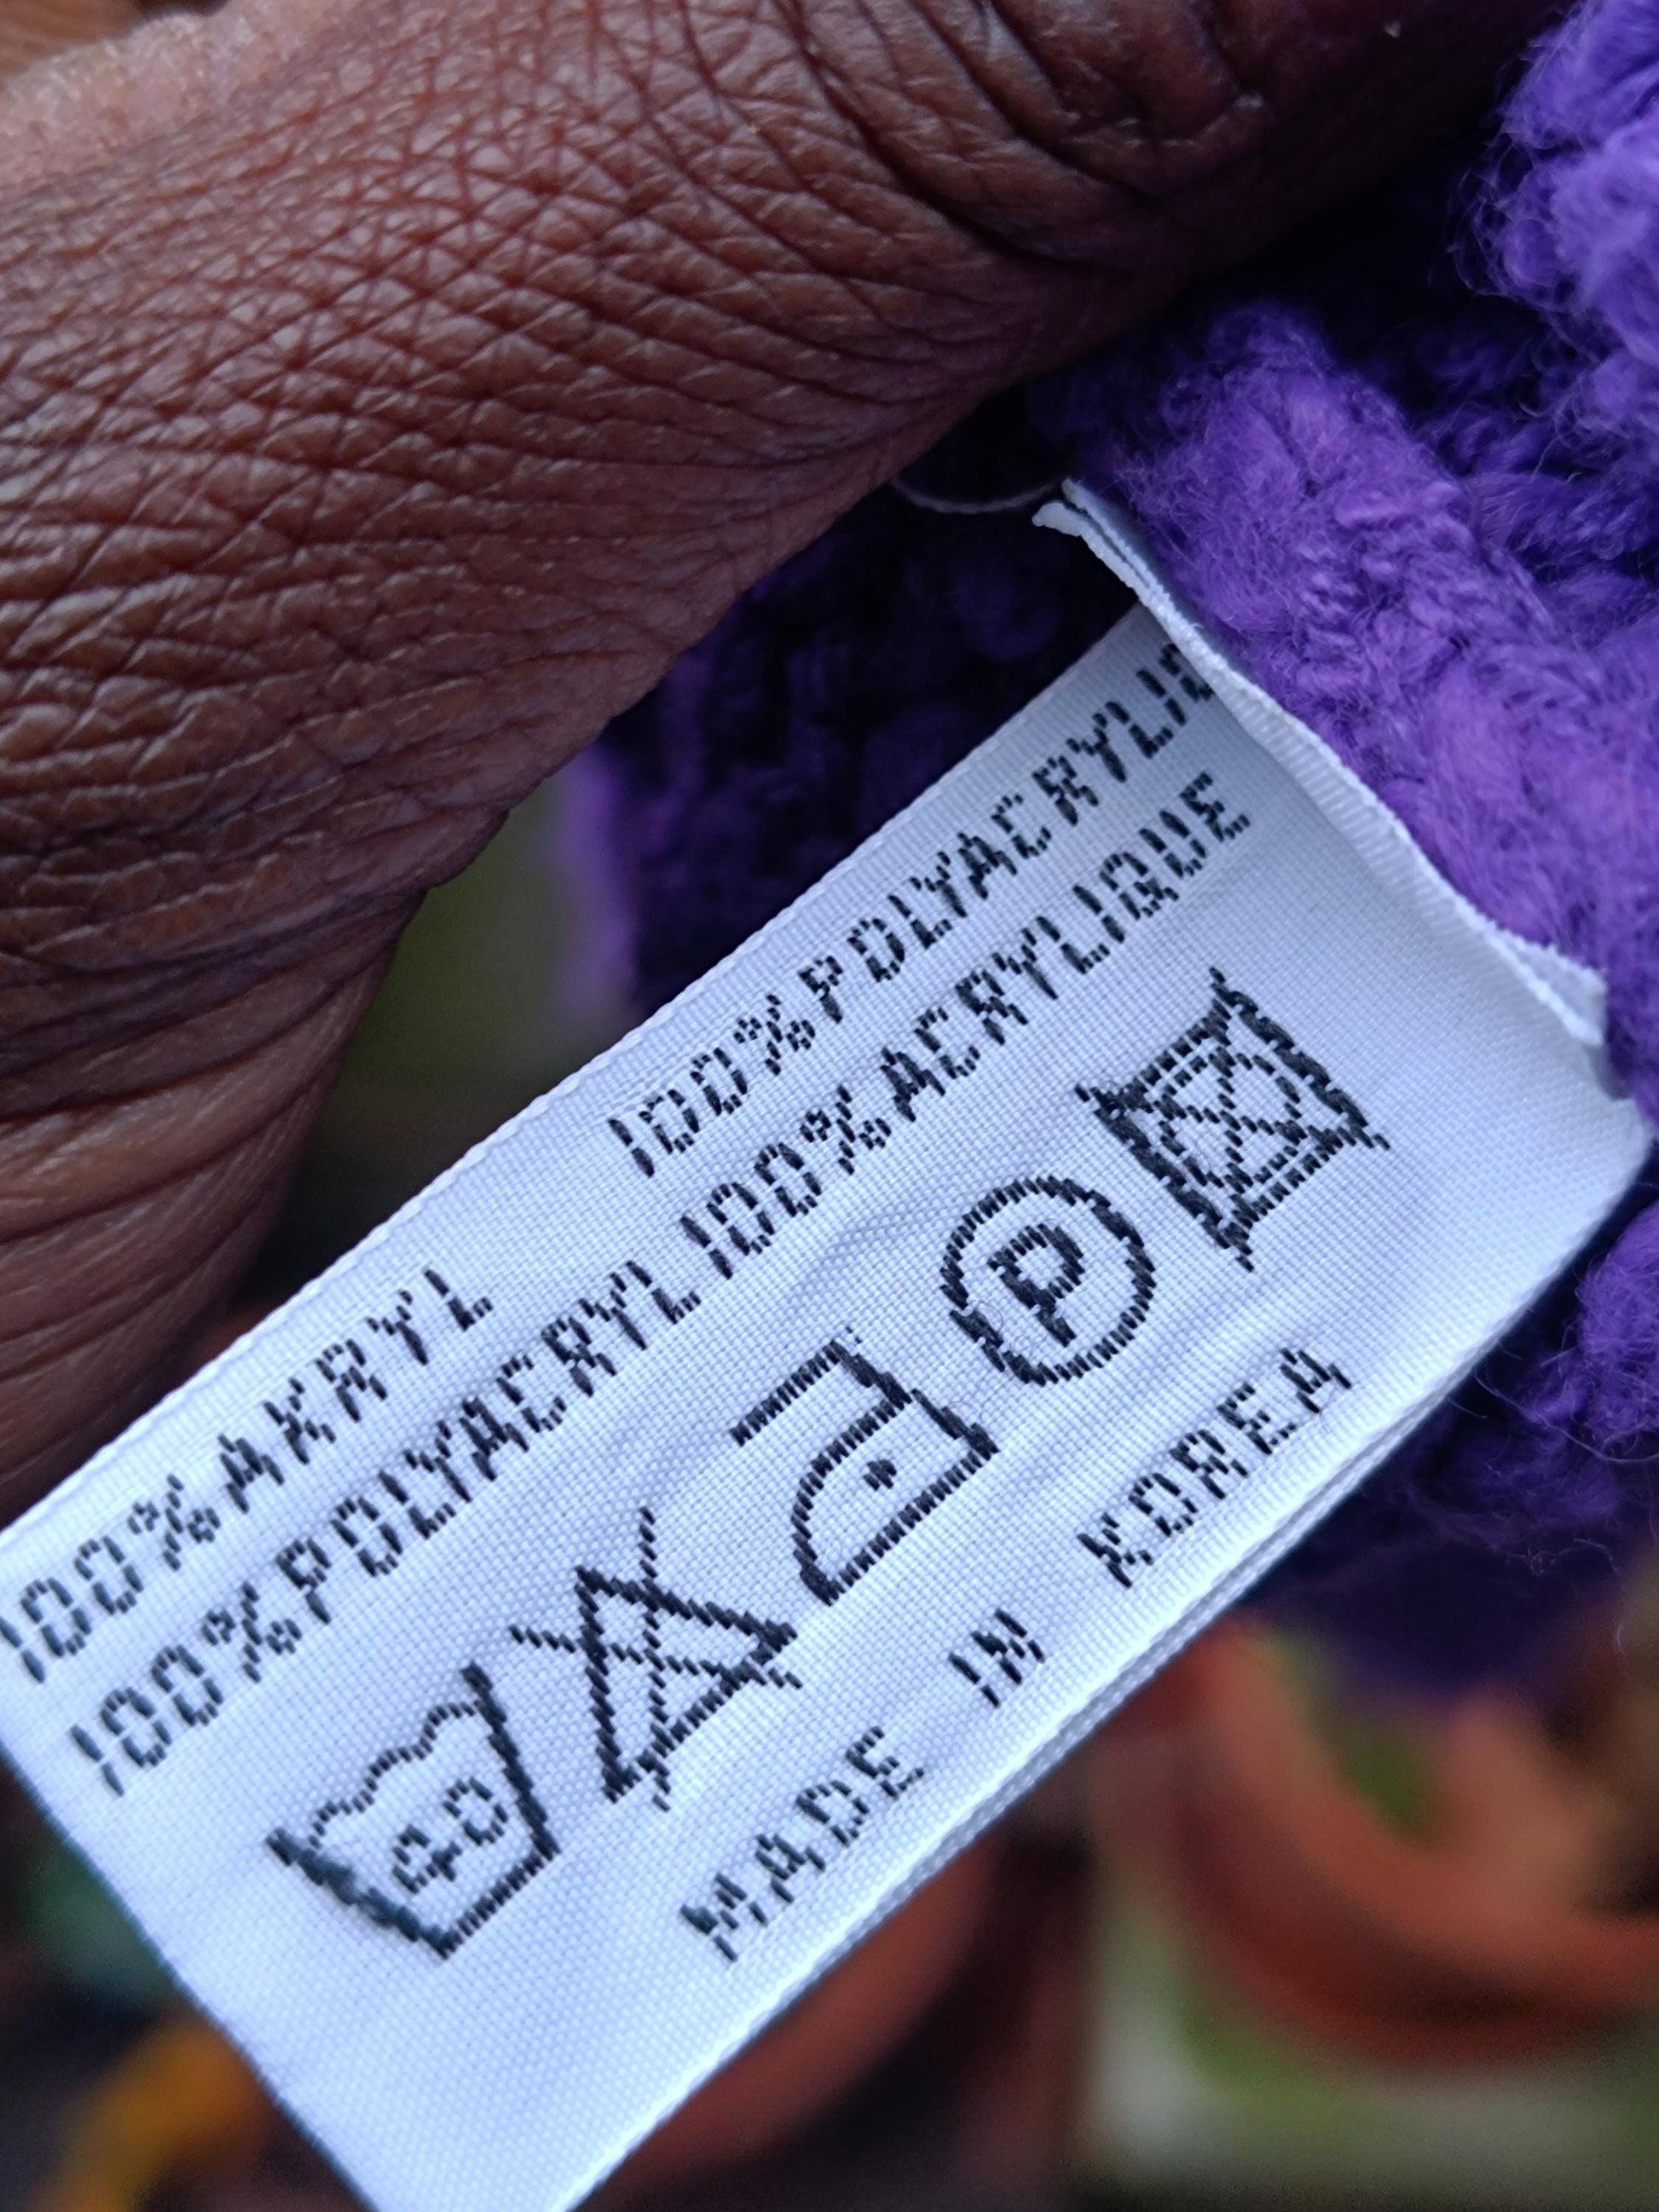 100%AKRYL 100%POLYACRYLIC
100%POLYACRYL 100%ACRYLIQUE
40 P
MADE IN KOREA